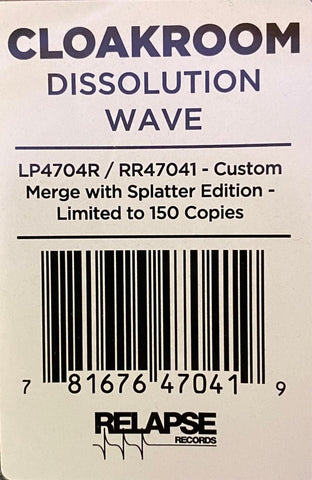 CLOAKROOM
DISSOLUTION
WAVE
LP4704R / RR47041 - Custom
Merge with Splatter Edition -
Limited to 150 Copies
7 81676 47041 9
RELAPSE
RECORDS